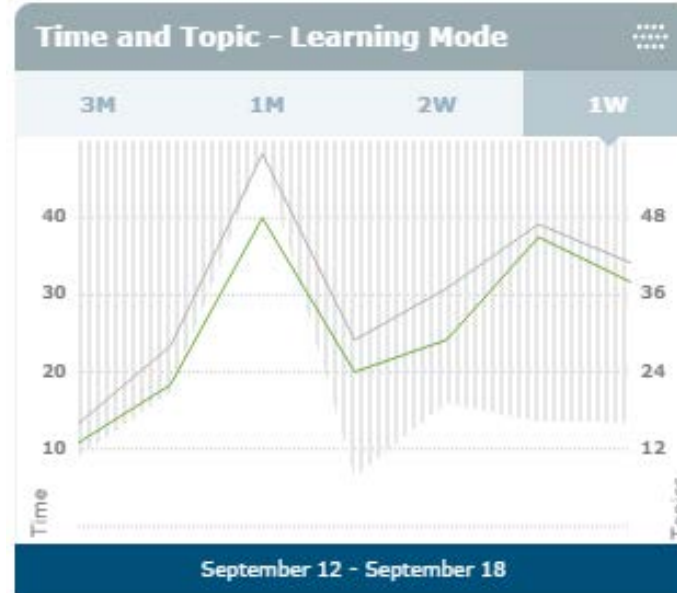 Time and Topic - Learning Mode
3M 1M 2W 1W
40 48
30 36
20 24
10 12
Time
September 12 - September 18